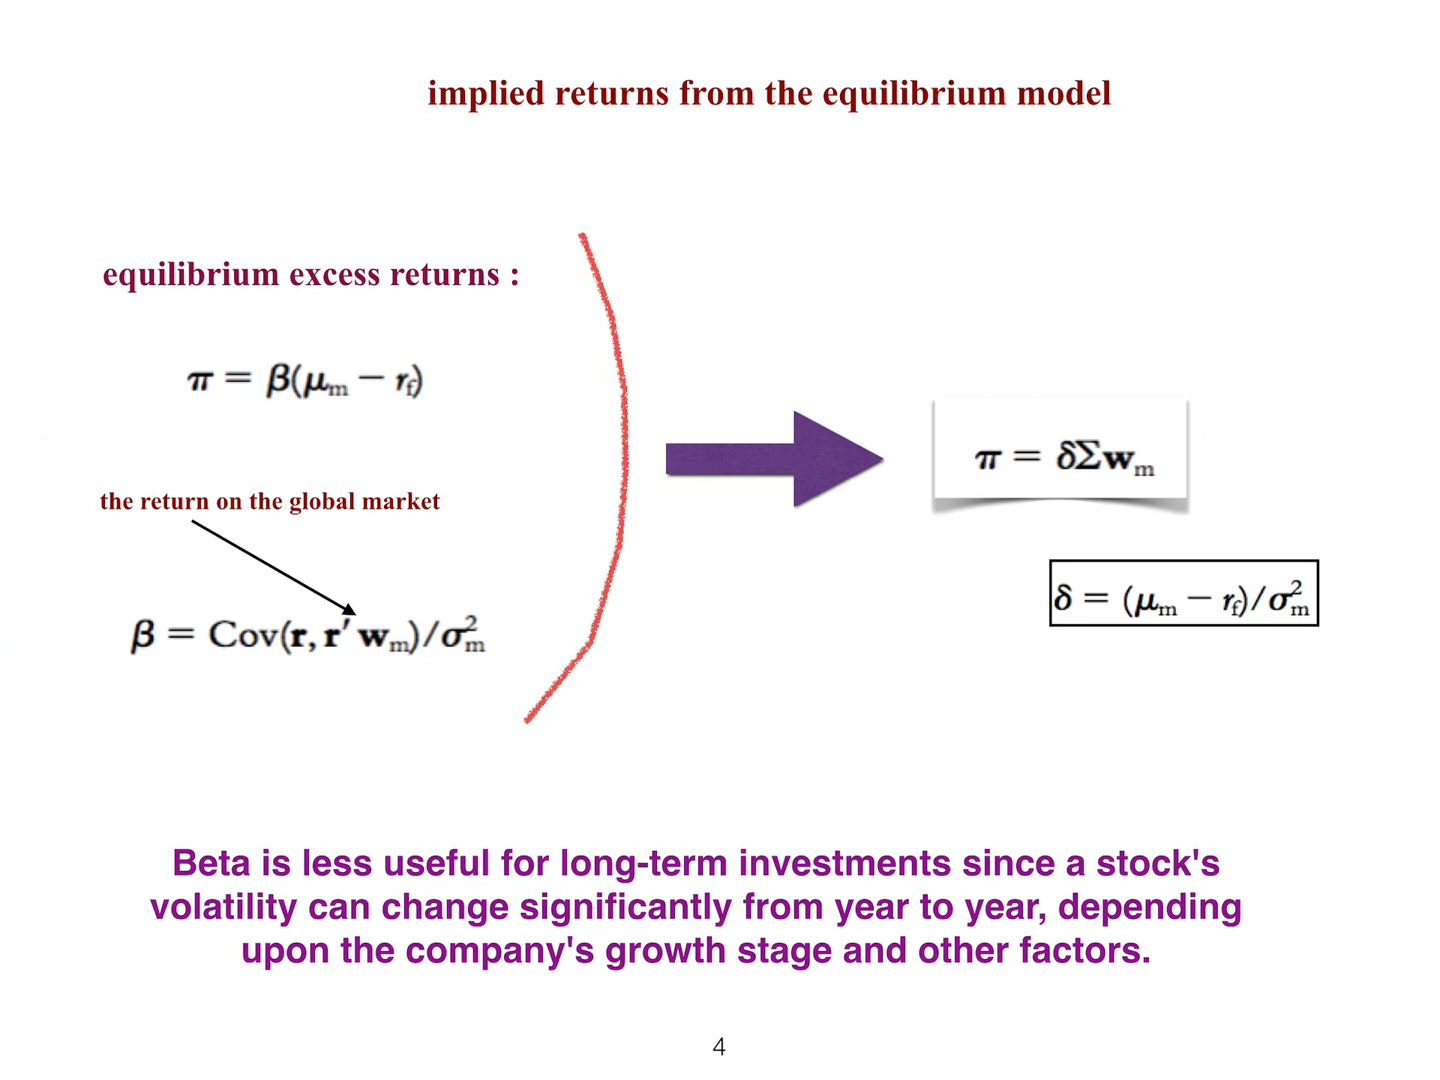 implied returns from the equilibrium model
equilibrium excess returns :
π = β(μm − rf)
the return on the global market
β = Cov(r, r′wm)/σ²m
π = δΣwm
δ = (μm − rf)/σ²m
Beta is less useful for long-term investments since a stock's
volatility can change significantly from year to year, depending
upon the company's growth stage and other factors.
4